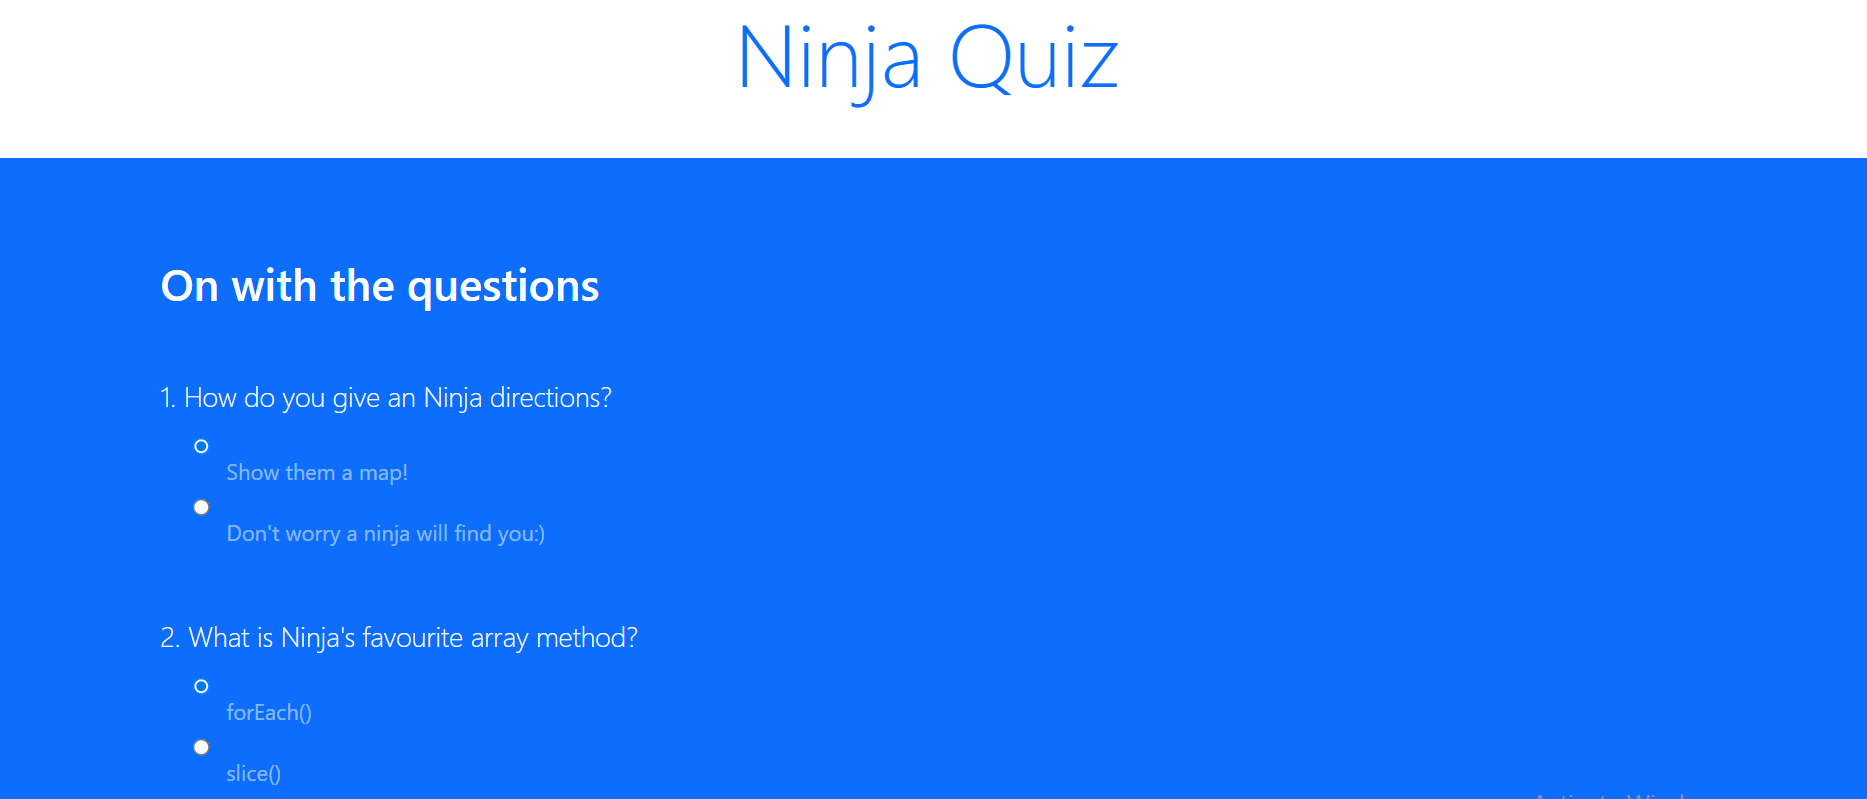 Ninja Quiz
On with the questions
1. How do you give an Ninja directions?
Show them a map!
Don't worry a ninja will find you:)
2. What is Ninja's favourite array method?
forEach()
slice()